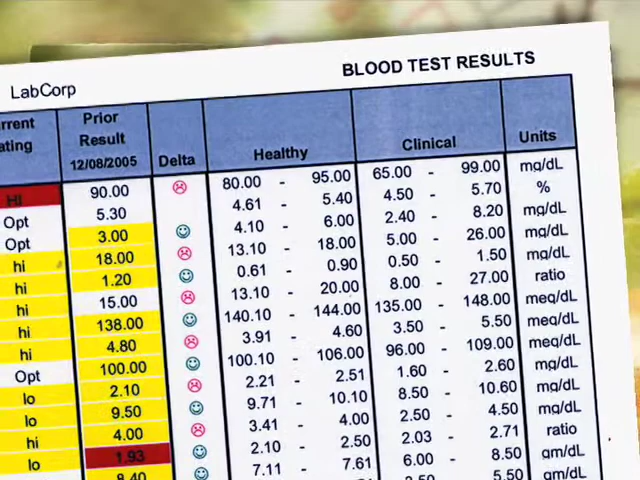 LabCorp BLOOD TEST RESULTS
rrent Prior
ating Result
12/08/2005 Delta Healthy Clinical Units
Hi 90.00 80.00 - 95.00 65.00 - 99.00 mg/dL
Opt 5.30 4.61 - 5.40 4.50 - 5.70 %
Opt 3.00 4.10 - 6.00 2.40 - 8.20 mg/dL
hi 18.00 13.10 - 18.00 5.00 - 26.00 mg/dL
hi 1.20 0.61 - 0.90 0.50 - 1.50 mg/dL
hi 15.00 13.10 - 20.00 8.00 - 27.00 ratio
hi 138.00 140.10 - 144.00 135.00 - 148.00 meq/dL
hi 4.80 3.91 - 4.60 3.50 - 5.50 meq/dL
Opt 100.00 100.10 - 106.00 96.00 - 109.00 meq/dL
lo 2.10 2.21 - 2.51 1.60 - 2.60 mg/dL
lo 9.50 9.71 - 10.10 8.50 - 10.60 mg/dL
hi 4.00 3.41 - 4.00 2.50 - 4.50 mg/dL
lo 1.93 2.10 - 2.50 2.03 - 2.71 ratio
8.40 7.11 - 7.61 6.00 - 8.50 gm/dL
5.50 gm/dL